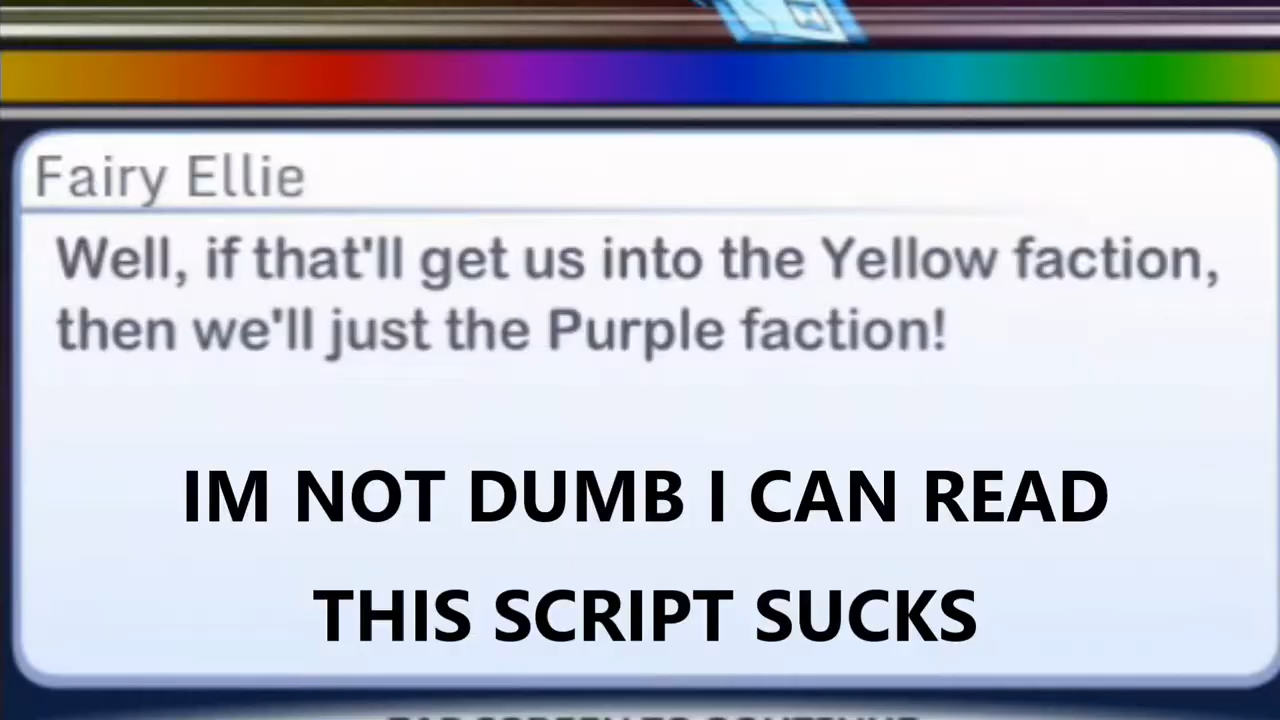 Fairy Ellie
Well, if that'll get us into the Yellow faction,
then we'll just the Purple faction!
IM NOT DUMB I CAN READ
THIS SCRIPT SUCKS